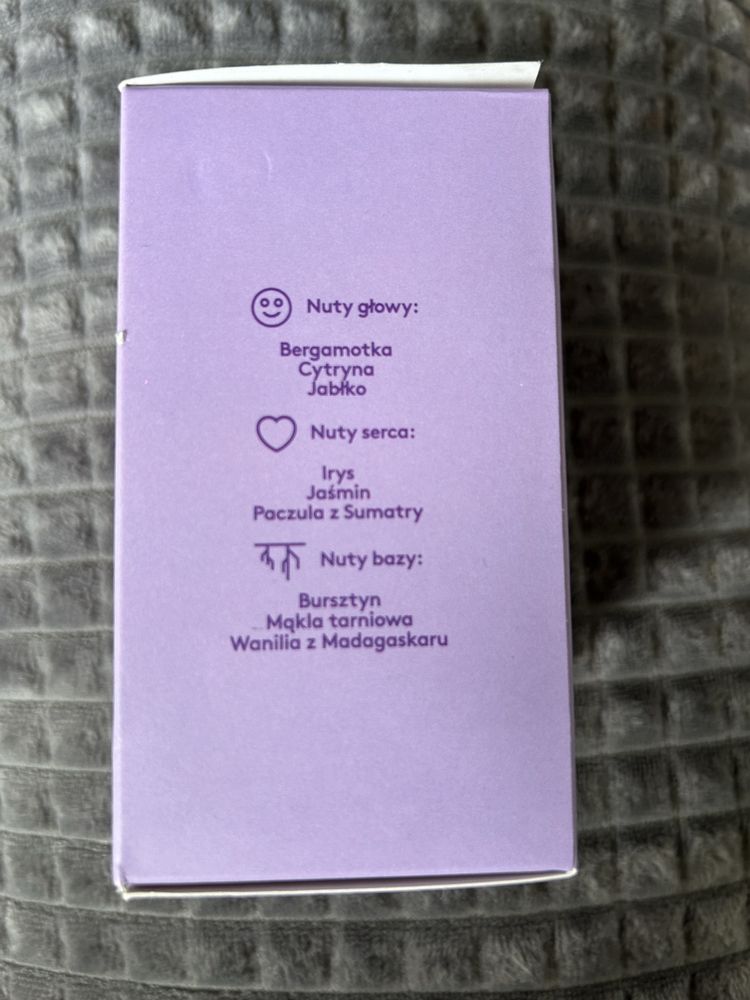 Nuty głowy:
Bergamotka
Cytryna
Jabłko
Nuty serca:
Irys
Jaśmin
Paczula z Sumatry
Nuty bazy:
Bursztyn
Mąkla tarniowa
Wanilia z Madagaskaru